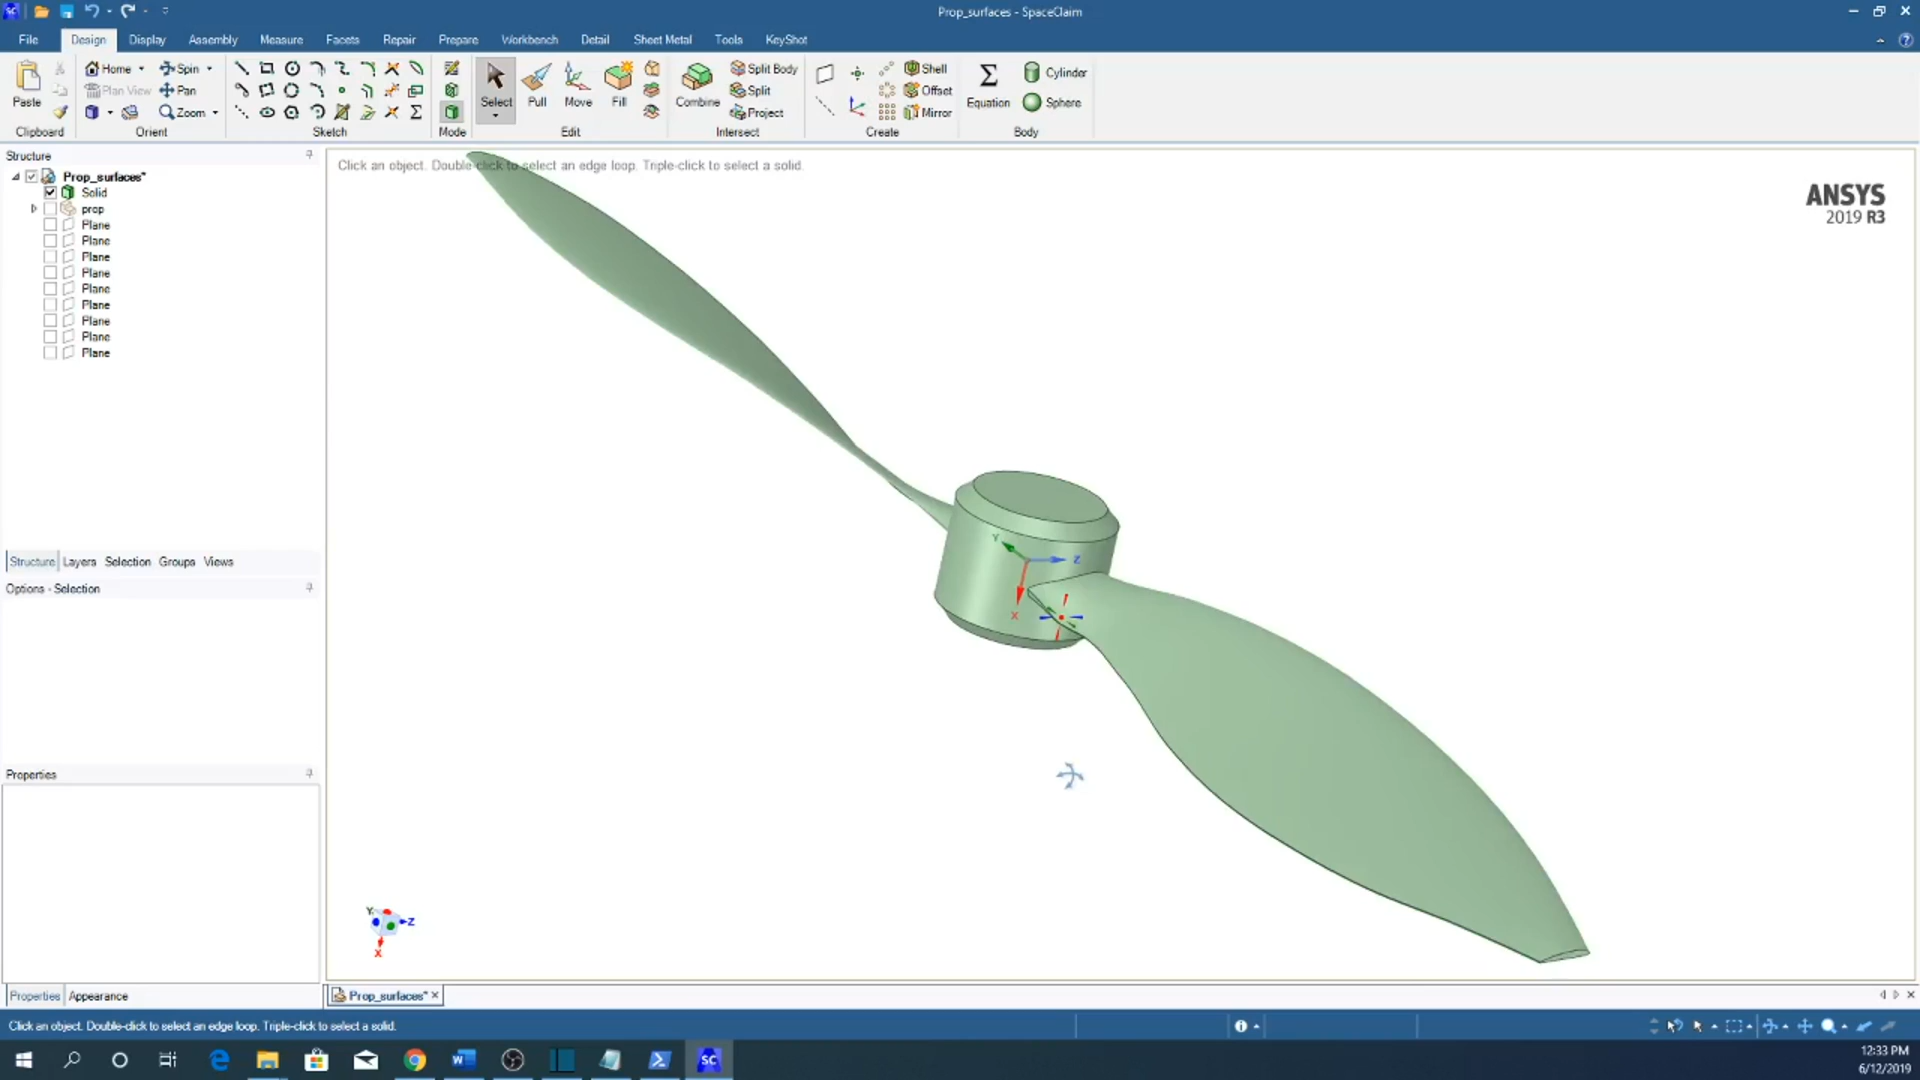 Prop_surfaces - SpaceClaim
File Design Display Assembly Measure Facets Repair Prepare Workbench Detail Sheet Metal Tools KeyShot
Home Spin
Plan View Pan
Zoom
Paste
Select Pull Move Fill
Combine
Split Body
Split
Project
Shell
Offset
Mirror
Equation
Cylinder
Sphere
Clipboard Orient Sketch Mode Edit Intersect Create Body
Structure
Prop_surfaces*
Solid
prop
Plane
Plane
Plane
Plane
Plane
Plane
Plane
Plane
Plane
Structure Layers Selection Groups Views
Options - Selection
Properties
Properties Appearance
Click an object. Double-click to select an edge loop. Triple-click to select a solid.
ANSYS
2019 R3
Y
Z
X
Y
Z
X
Prop_surfaces*
Click an object. Double-click to select an edge loop. Triple-click to select a solid.
SC
12:33 PM
6/12/2019